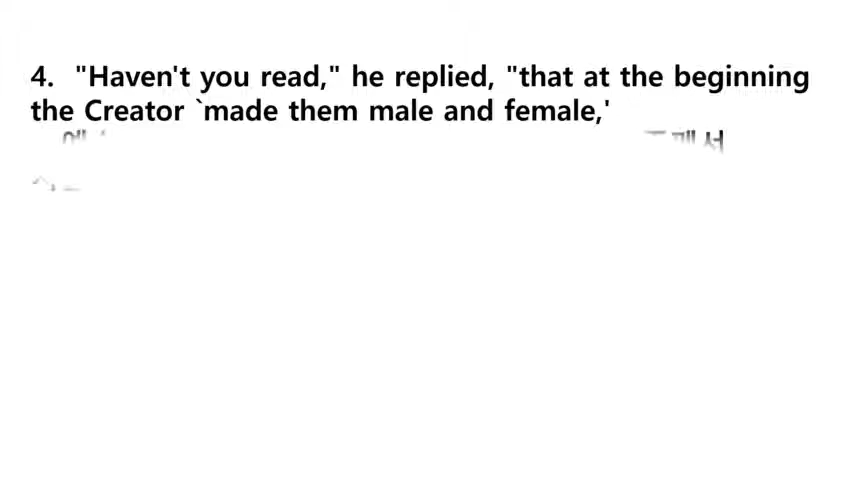 4. "Haven't you read," he replied, "that at the beginning
the Creator `made them male and female,'